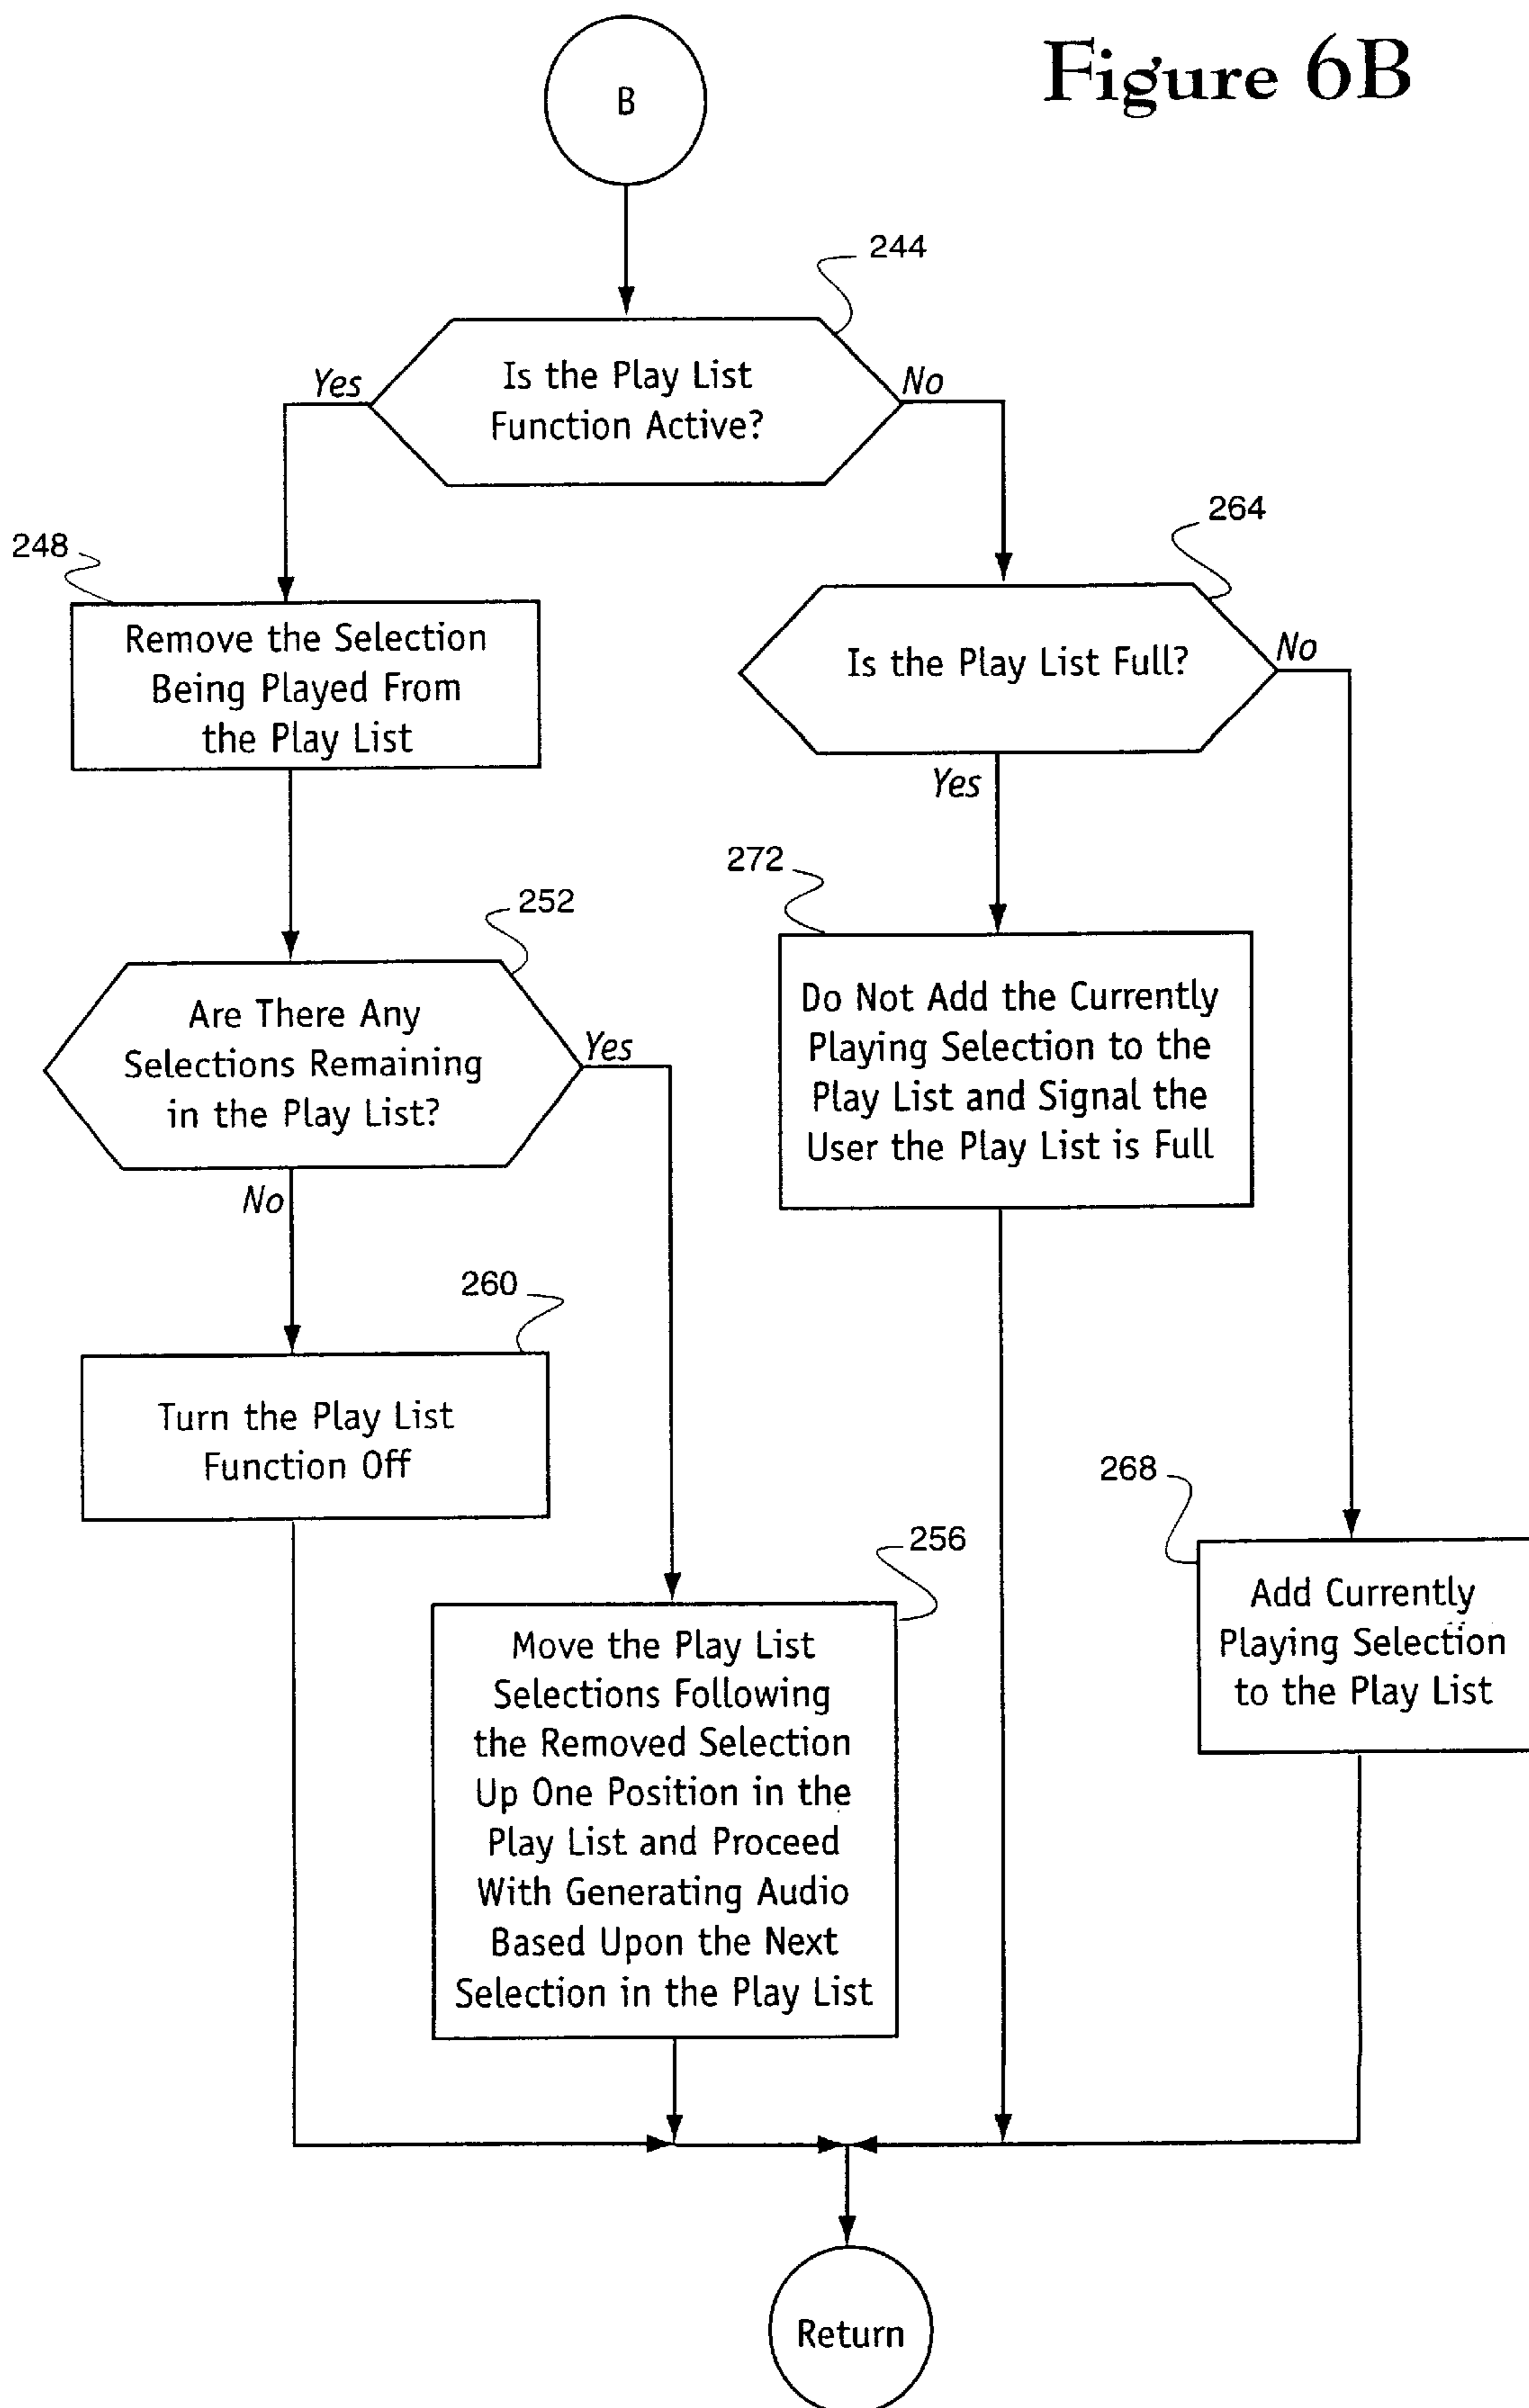 Figure 6B
B
244
Is the Play List
Function Active?
Yes
No
248
Remove the Selection
Being Played From
the Play List
264
Is the Play List Full?
No
Yes
252
Are There Any
Selections Remaining
in the Play List?
Yes
No
272
Do Not Add the Currently
Playing Selection to the
Play List and Signal the
User the Play List is Full
260
Turn the Play List
Function Off
256
Move the Play List
Selections Following
the Removed Selection
Up One Position in the
Play List and Proceed
With Generating Audio
Based Upon the Next
Selection in the Play List
268
Add Currently
Playing Selection
to the Play List
Return